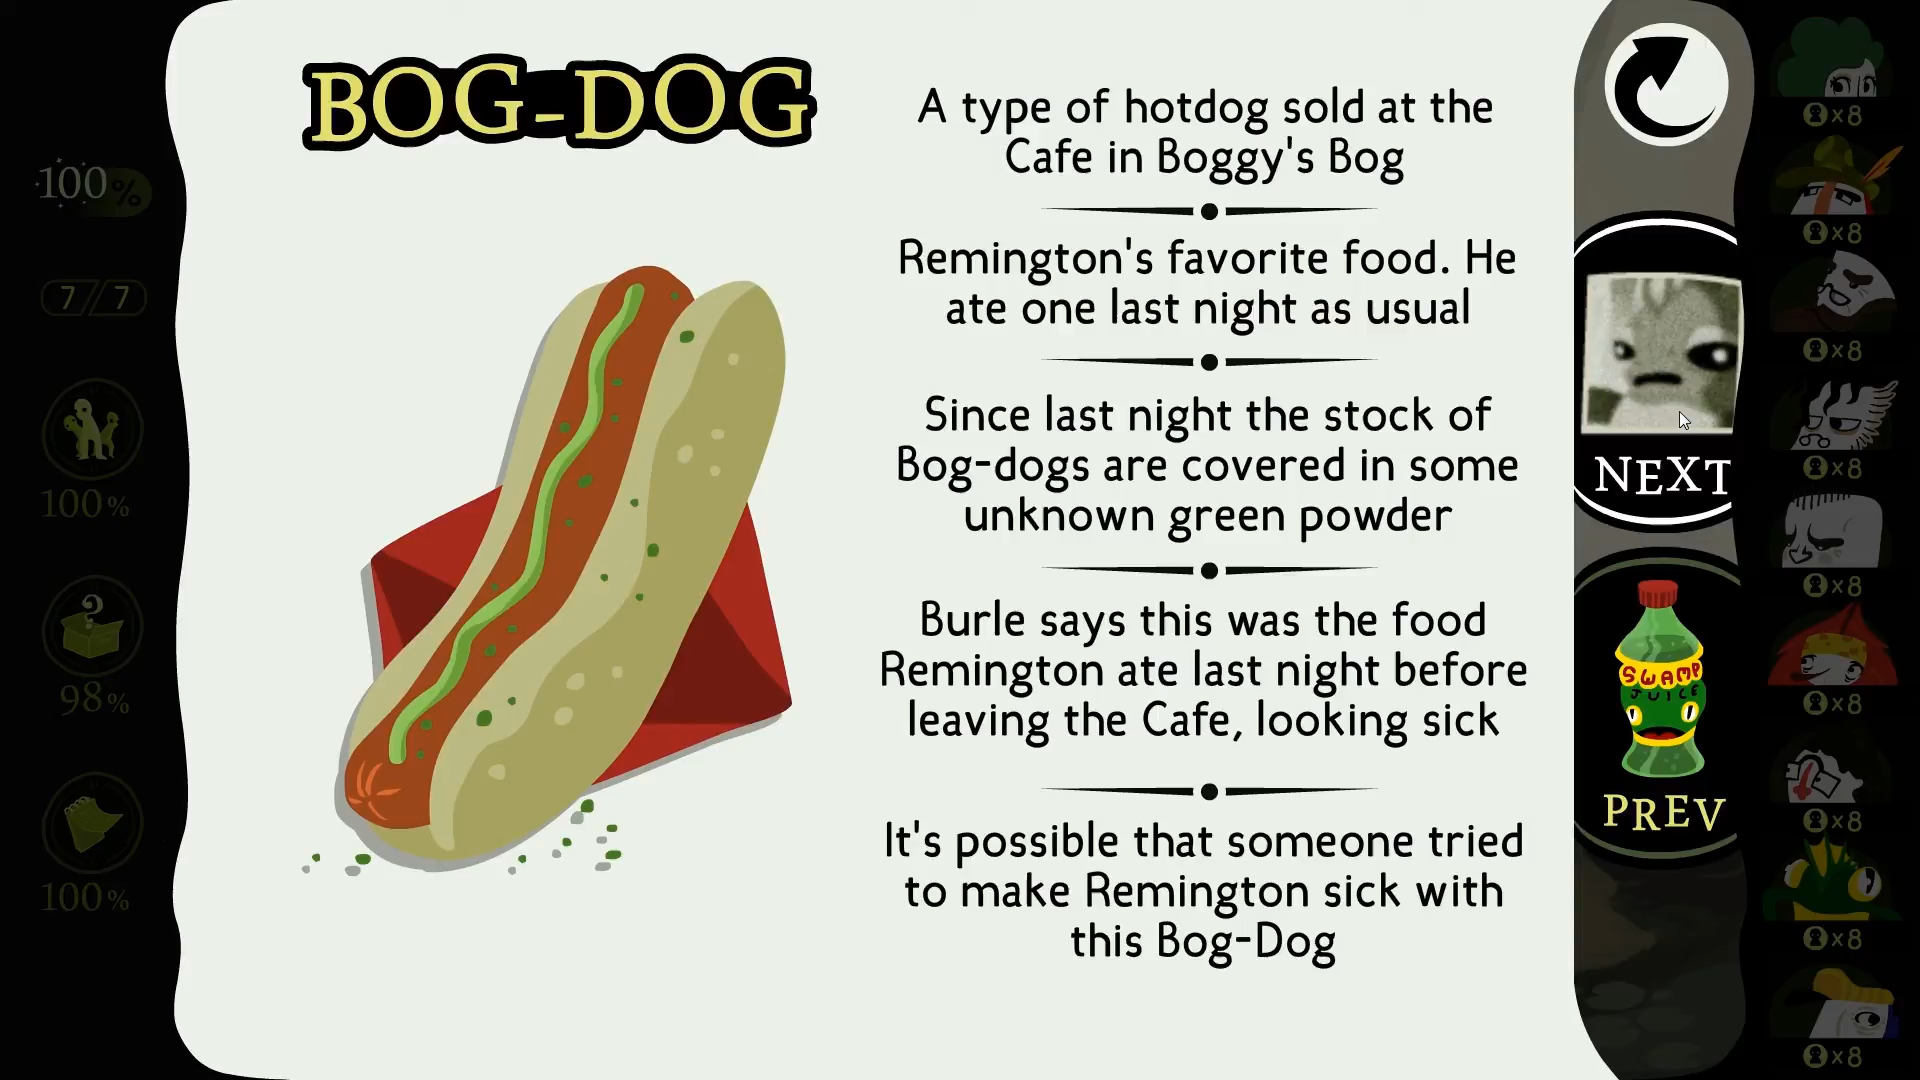 BOG-DOG
A type of hotdog sold at the
Cafe in Boggy's Bog
Remington's favorite food. He
ate one last night as usual
Since last night the stock of
Bog-dogs are covered in some
unknown green powder
Burle says this was the food
Remington ate last night before
leaving the Cafe, looking sick
It's possible that someone tried
to make Remington sick with
this Bog-Dog
100%
7/7
100%
?
98%
100%
NEXT
SWAMP
JUICE
PREV
x8
x8
x8
x8
x8
x8
x8
x8
x8